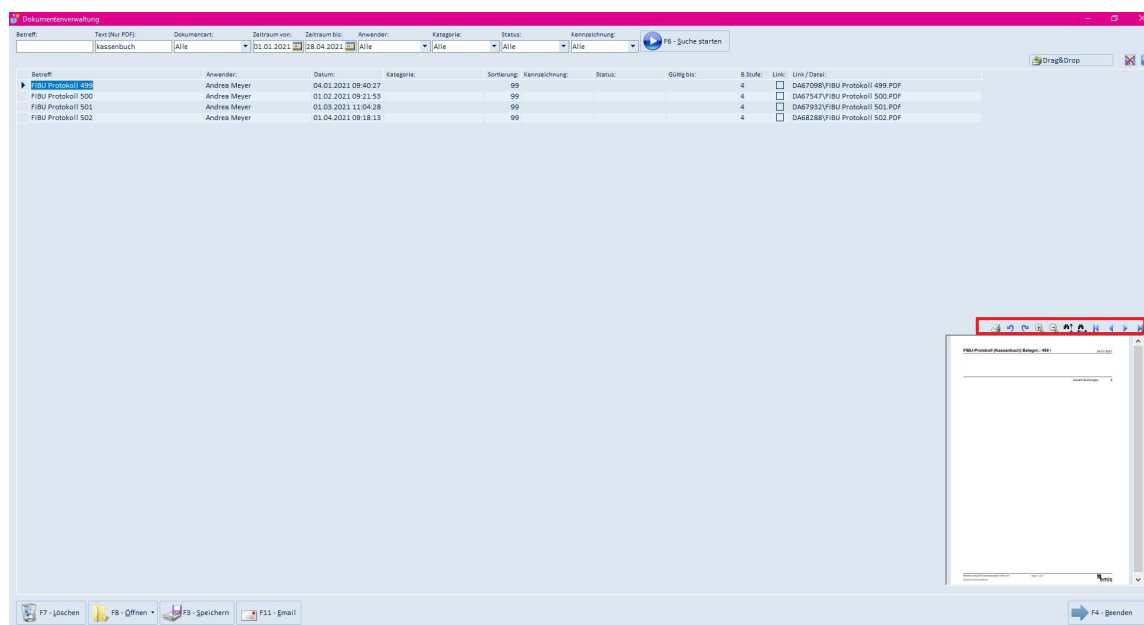 Dokumentenverwaltung
Betreff: Text (Nur PDF): Dokumentart: Zeitraum von: Zeitraum bis: Anwender: Kategorie: Status: Kennzeichnung:
kassenbuch Alle 01.01.2021 28.04.2021 Alle Alle Alle Alle F6 - Suche starten
Drag&Drop
Betreff: Anwender: Datum: Kategorie: Sortierung: Kennzeichnung: Status: Gültig bis: B.Stufe: Link: Link / Datei:
FIBU Protokoll 499 Andrea Meyer 04.01.2021 09:40:27 99 4 DA67098\FIBU Protokoll 499.PDF
FIBU Protokoll 500 Andrea Meyer 01.02.2021 09:21:53 99 4 DA67547\FIBU Protokoll 500.PDF
FIBU Protokoll 501 Andrea Meyer 01.03.2021 11:04:28 99 4 DA67932\FIBU Protokoll 501.PDF
FIBU Protokoll 502 Andrea Meyer 01.04.2021 09:18:13 99 4 DA68288\FIBU Protokoll 502.PDF
FIBU-Protokoll (Kassenbuch) Belegnr.: 499 / 04.01.2021
Anzahl Buchungen
emis
F7 - Löschen F8 - Öffnen F3 - Speichern F11 - Email F4 - Beenden